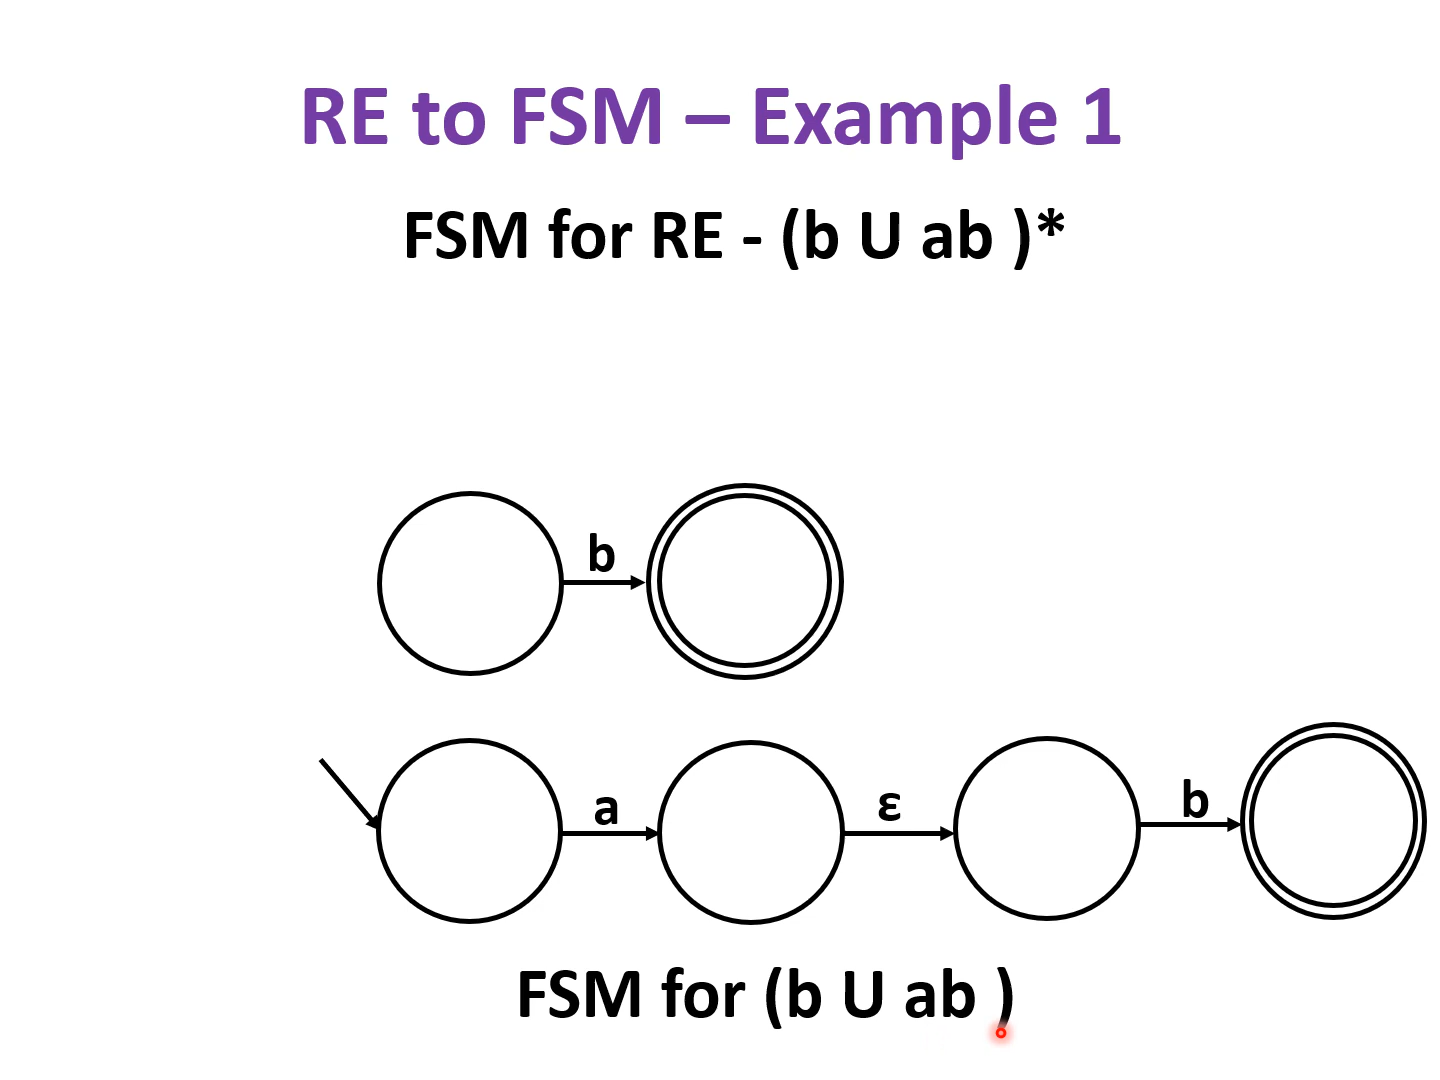 RE to FSM – Example 1
FSM for RE - (b U ab )*
b
a
ε
b
FSM for (b U ab )